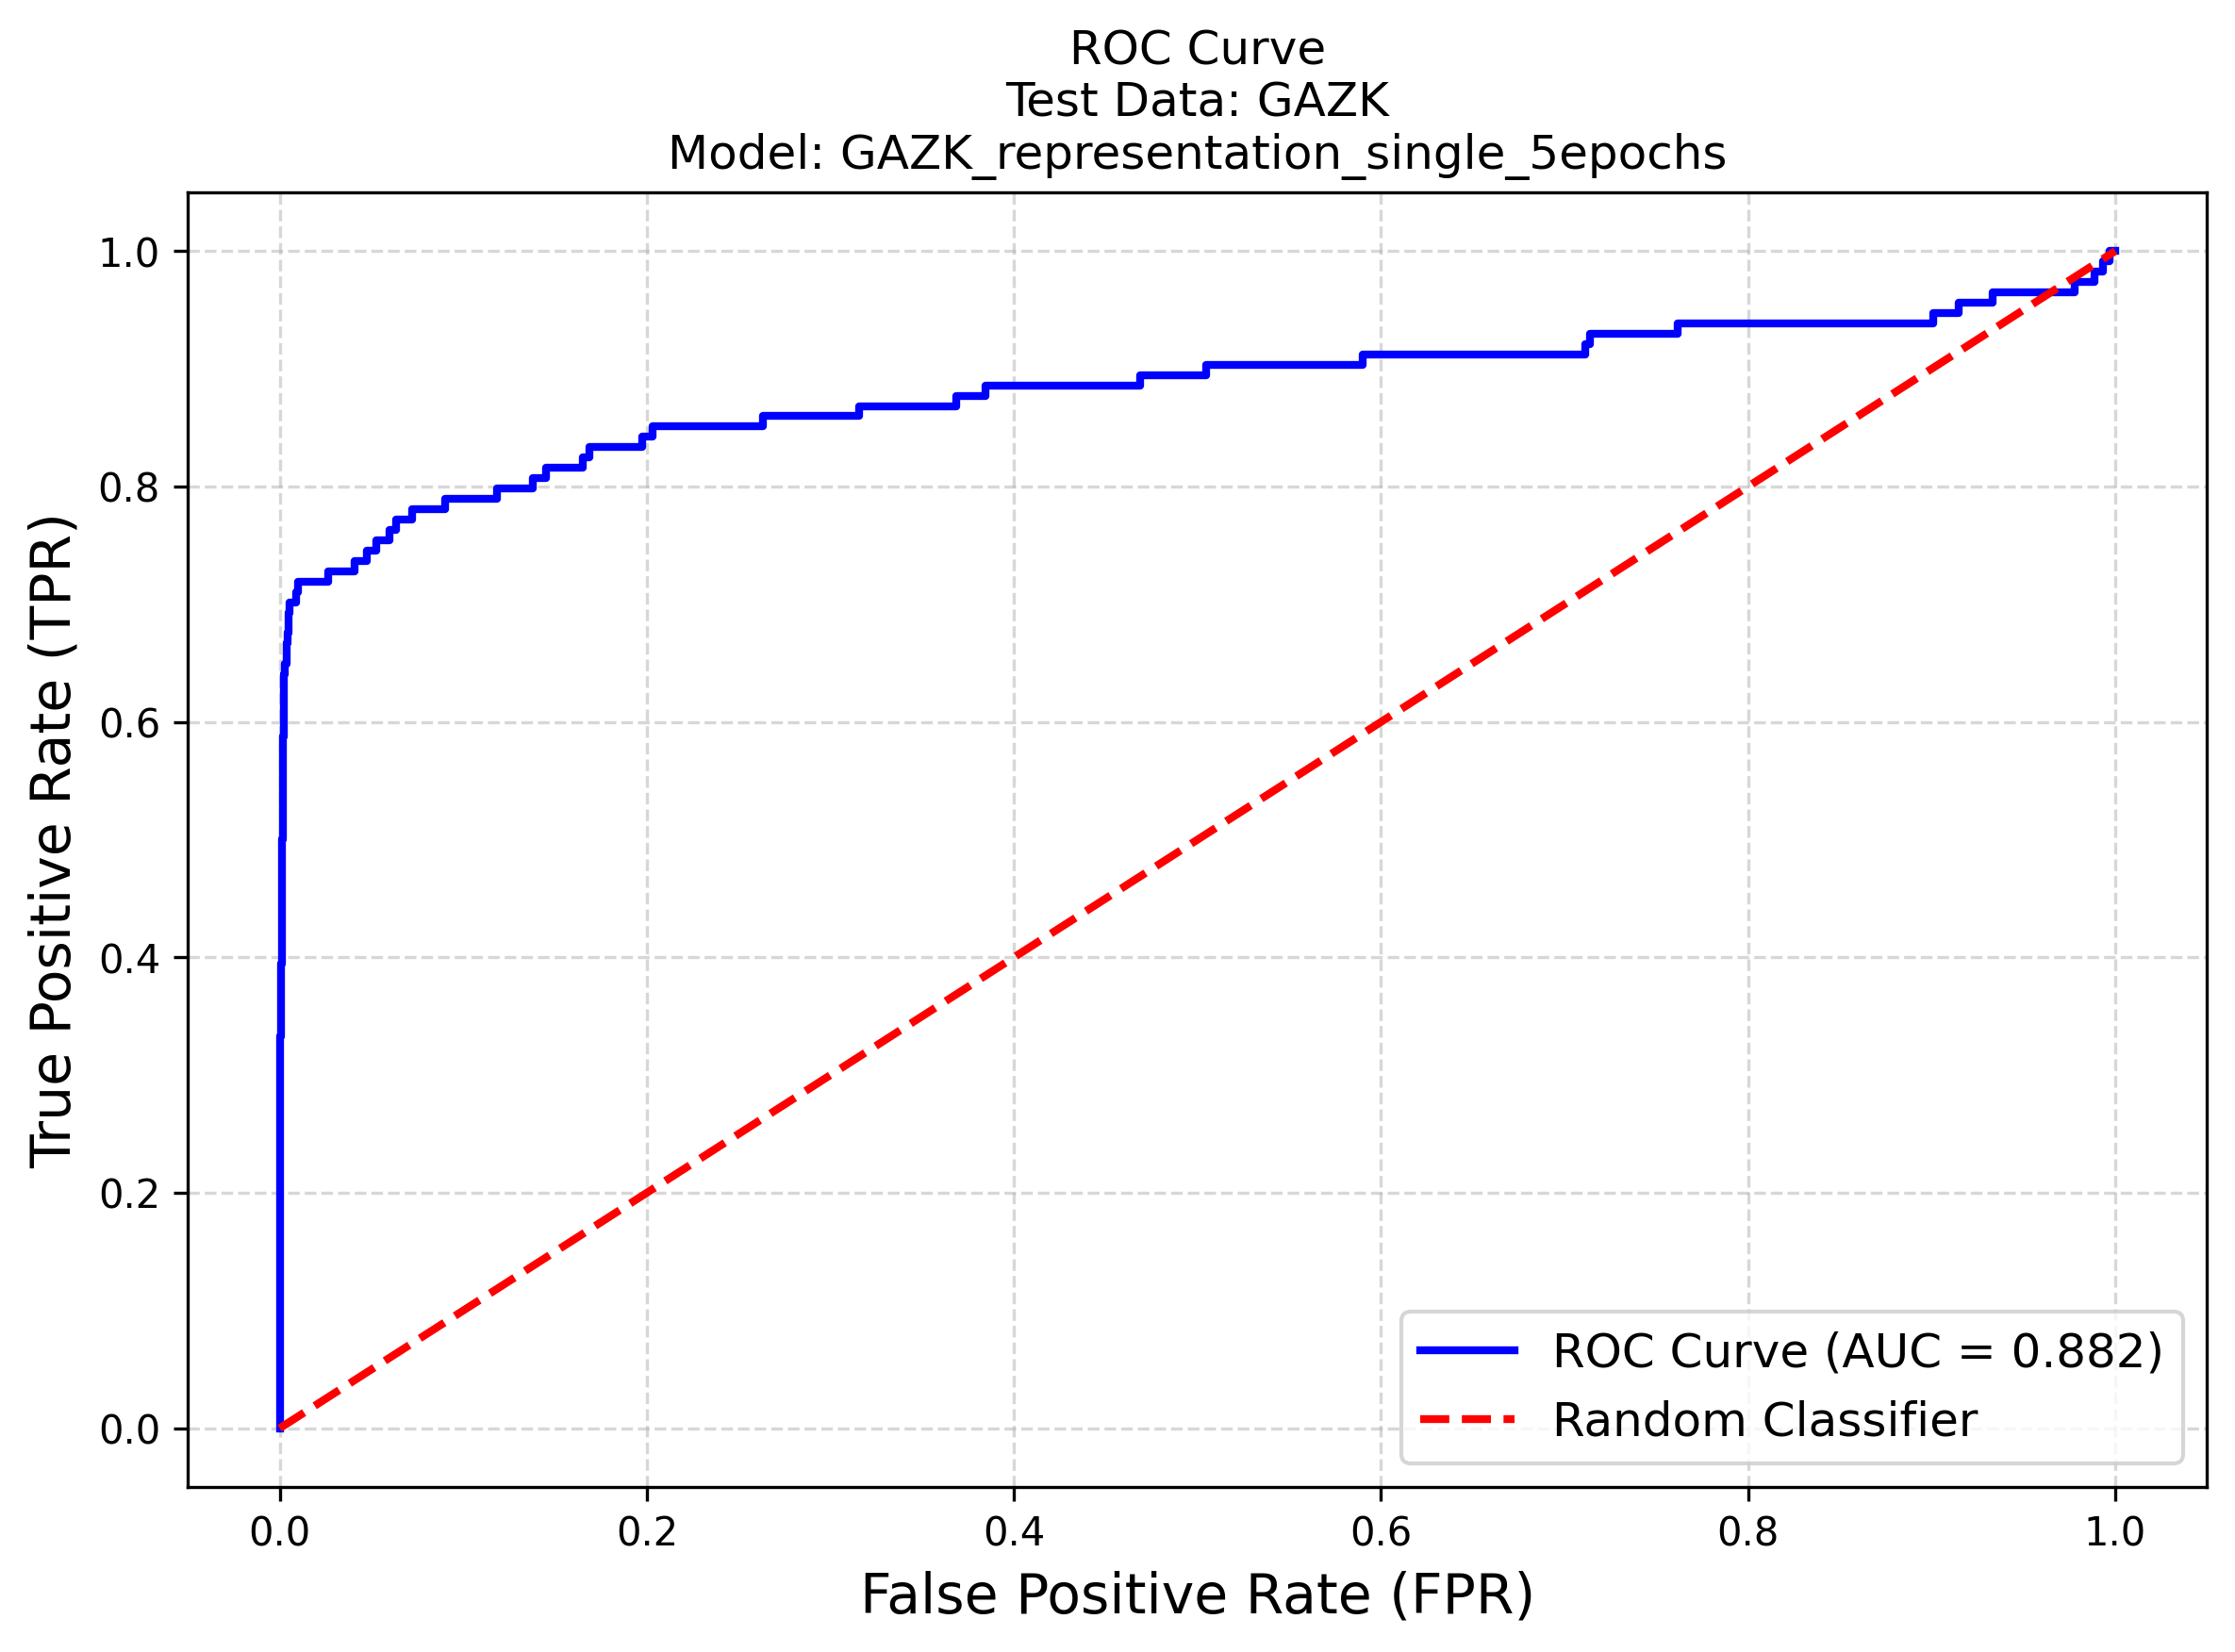 ROC Curve
Test Data: GAZK
Model: GAZK_representation_single_5epochs
True Positive Rate (TPR)
1.0
0.8
0.6
0.4
0.2
0.0
ROC Curve (AUC = 0.882)
Random Classifier
0.0 0.2 0.4 0.6 0.8 1.0
False Positive Rate (FPR)